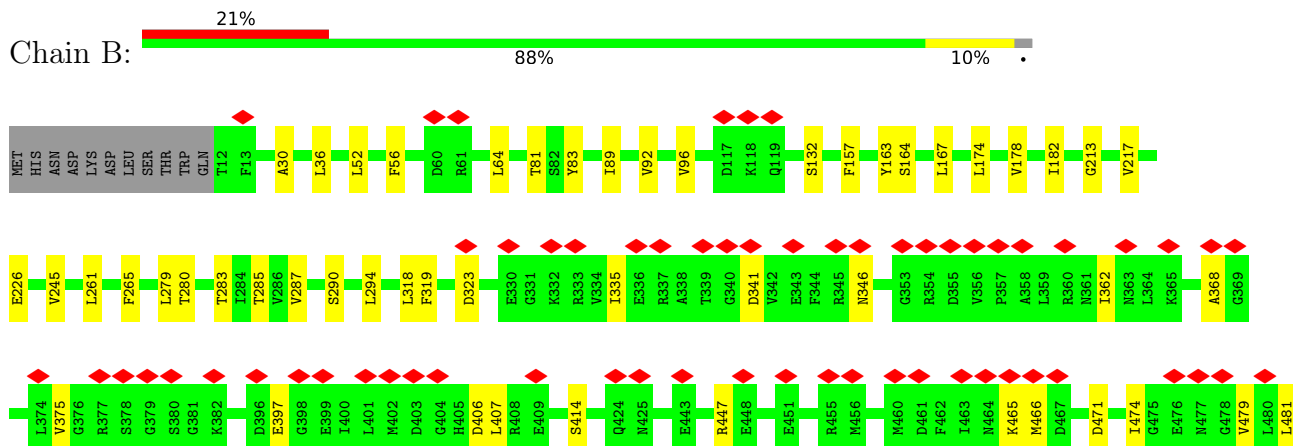 21%
Chain B:
88% 10% •
MET HIS ASN ASP LYS ASP LEU SER THR TRP GLN T12 F13 A30 L36 L52 F56 D60 R61 L64 T81 S82 Y83 I89 V92 V96 D117 K118 Q119 S132 F157 Y163 S164 L167 L174 V178 I182 G213 V217
E226 V245 L261 F265 L279 T280 T283 I284 T285 V286 V287 S290 L294 L318 F319 D323 E330 G331 K332 R333 V334 I335 E336 R337 A338 T339 G340 D341 V342 E343 F344 R345 N346 G353 R354 D355 V356 P357 A358 L359 R360 N361 I362 N363 L364 K365 A368 G369
L374 V375 G376 R377 S378 G379 S380 G381 K382 D396 E397 G398 E399 I400 L401 M402 D403 G404 H405 D406 L407 R408 E409 S414 Q424 N425 E443 R447 E448 E451 R455 M456 M460 D461 F462 I463 N464 K465 M466 D467 D471 I474 G475 E476 N477 G478 V479 L480 L481